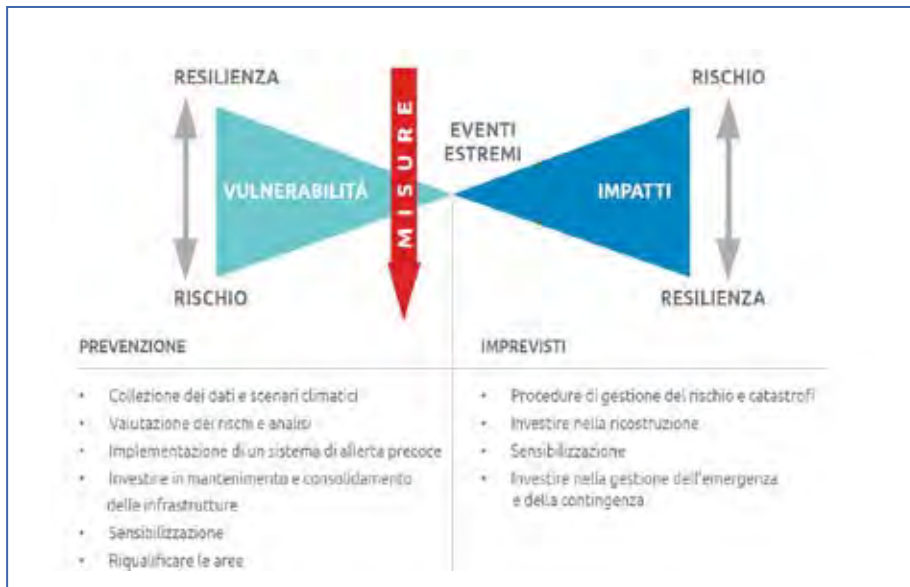 RESILIENZA
RISCHIO
MISURE
EVENTI
ESTREMI
VULNERABILITÀ
IMPATTI
RISCHIO
RESILIENZA
PREVENZIONE
IMPREVISTI
• Collezione dei dati e scenari climatici
• Valutazione dei rischi e analisi
• Implementazione di un sistema di allerta precoce
• Investire in mantenimento e consolidamento
delle infrastrutture
• Sensibilizzazione
• Riqualificare le aree
• Procedure di gestione del rischio e catastrofi
• Investire nella ricostruzione
• Sensibilizzazione
• Investire nella gestione dell'emergenza
e della contingenza